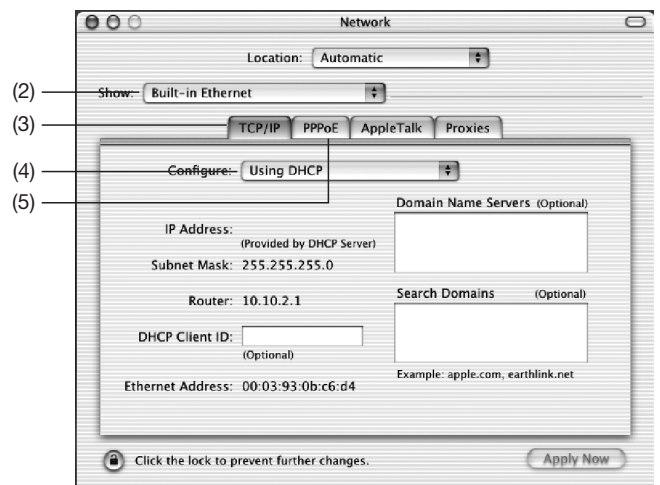 Network
Location: Automatic
(2) Show: Built-in Ethernet
(3) TCP/IP PPPoE AppleTalk Proxies
(4) Configure: Using DHCP
(5)
Domain Name Servers (Optional)
IP Address:
(Provided by DHCP Server)
Subnet Mask: 255.255.255.0
Router: 10.10.2.1
Search Domains (Optional)
DHCP Client ID:
(Optional)
Example: apple.com, earthlink.net
Ethernet Address: 00:03:93:0b:c6:d4
Click the lock to prevent further changes.
Apply Now